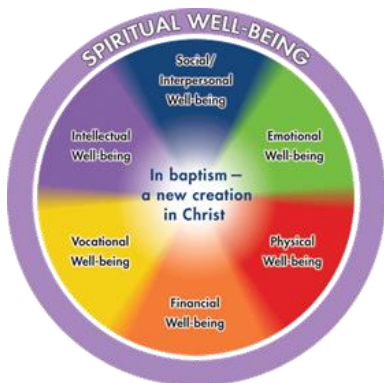 SPIRITUAL WELL-BEING
Social/
Interpersonal
Well-being
Intellectual
Well-being
Emotional
Well-being
In baptism –
a new creation
in Christ
Vocational
Well-being
Physical
Well-being
Financial
Well-being